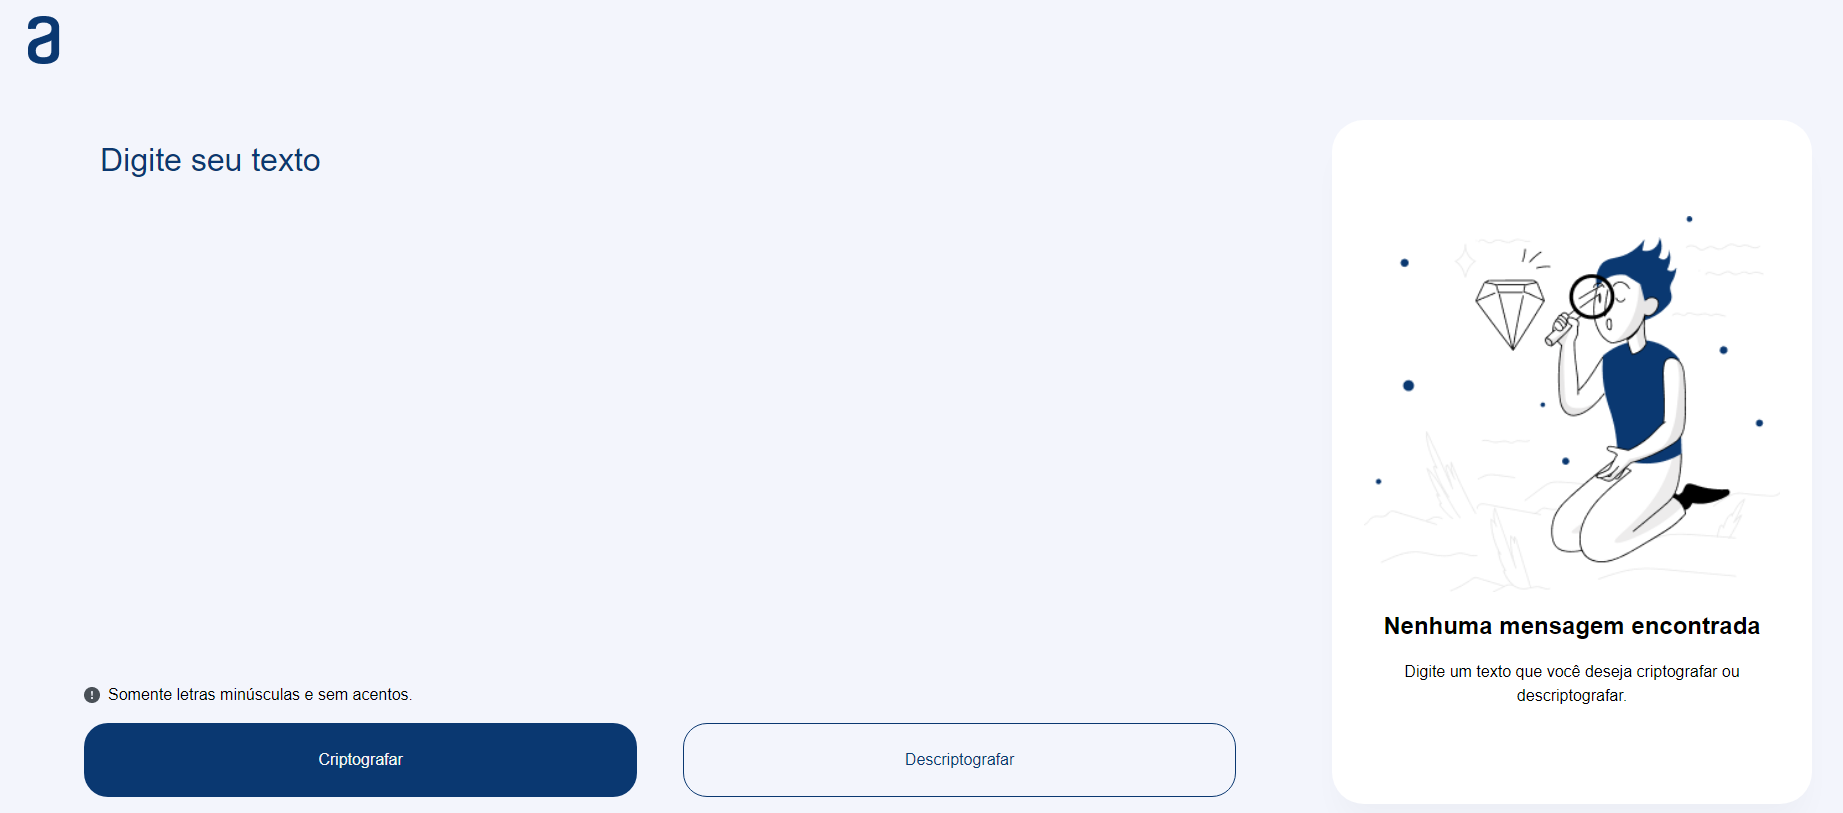 a
Digite seu texto
Nenhuma mensagem encontrada
Digite um texto que você deseja criptografar ou
descriptografar.
Somente letras minúsculas e sem acentos.
Criptografar
Descriptografar